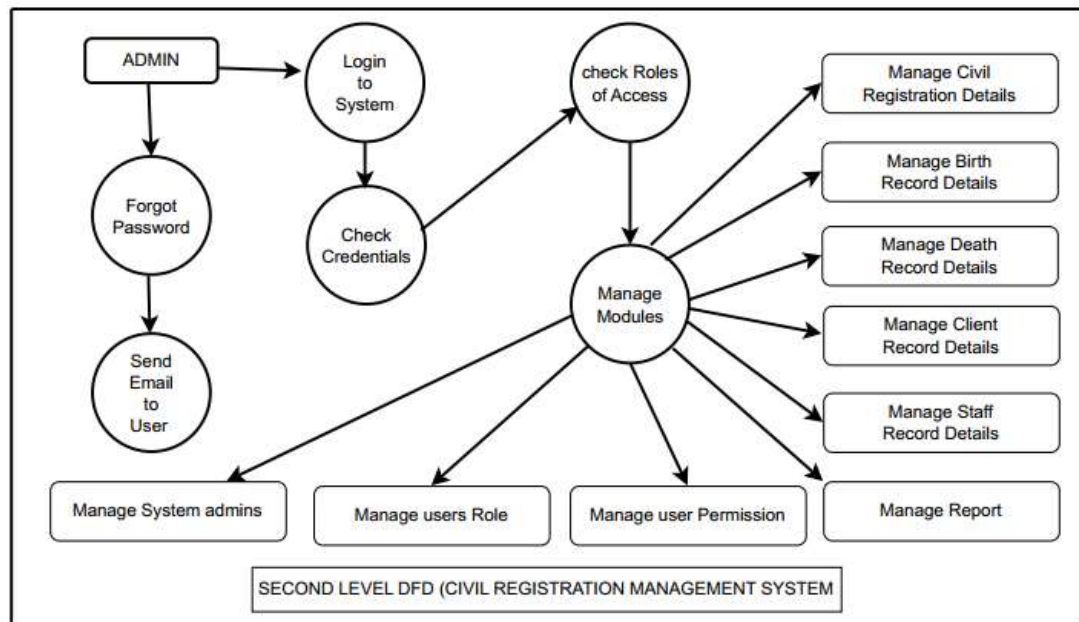 ADMIN
Login
to
System
check Roles
of Access
Manage Civil
Registration Details
Forgot
Password
Check
Credentials
Manage Birth
Record Details
Manage Death
Record Details
Manage
Modules
Manage Client
Record Details
Send
Email
to
User
Manage Staff
Record Details
Manage System admins
Manage users Role
Manage user Permission
Manage Report
SECOND LEVEL DFD (CIVIL REGISTRATION MANAGEMENT SYSTEM